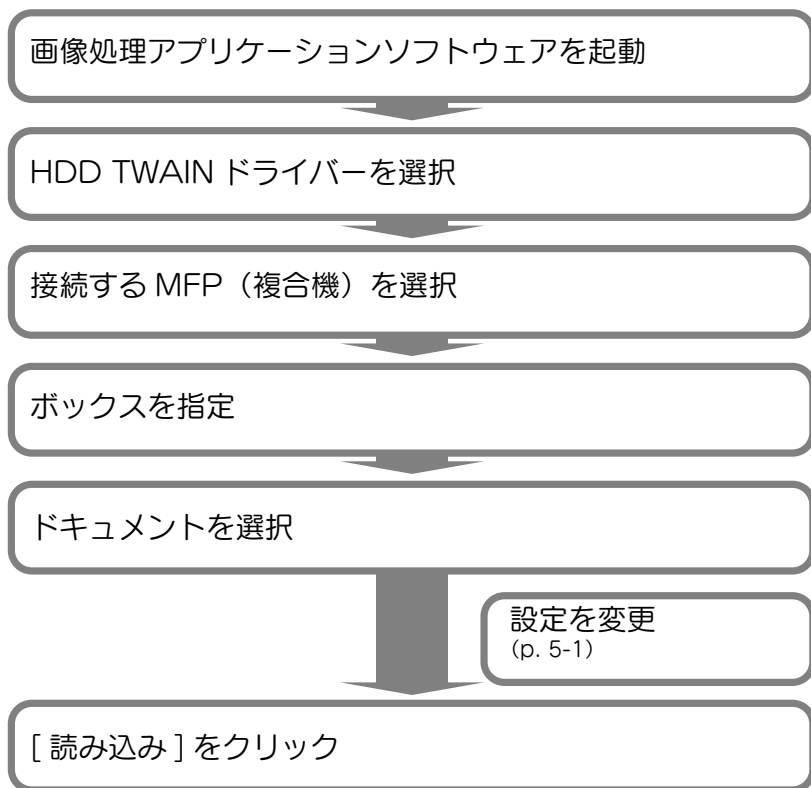 画像処理アプリケーションソフトウェアを起動
HDD TWAIN ドライバーを選択
接続する MFP（複合機）を選択
ボックスを指定
ドキュメントを選択
設定を変更
(p. 5-1)
[ 読み込み ] をクリック